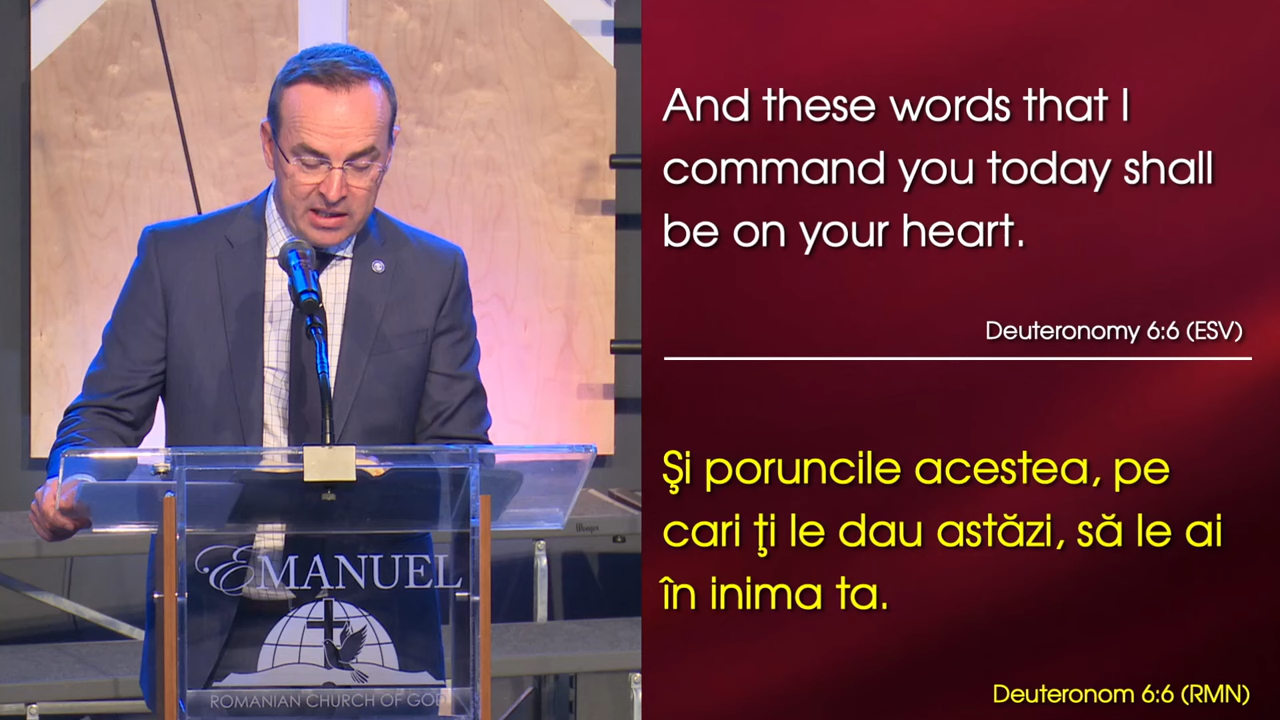 And these words that I
command you today shall
be on your heart.
Deuteronomy 6:6 (ESV)
Şi poruncile acestea, pe
cari ţi le dau astăzi, să le ai
în inima ta.
Deuteronom 6:6 (RMN)
Wenger
EMANUEL
ROMANIAN CHURCH OF GOD